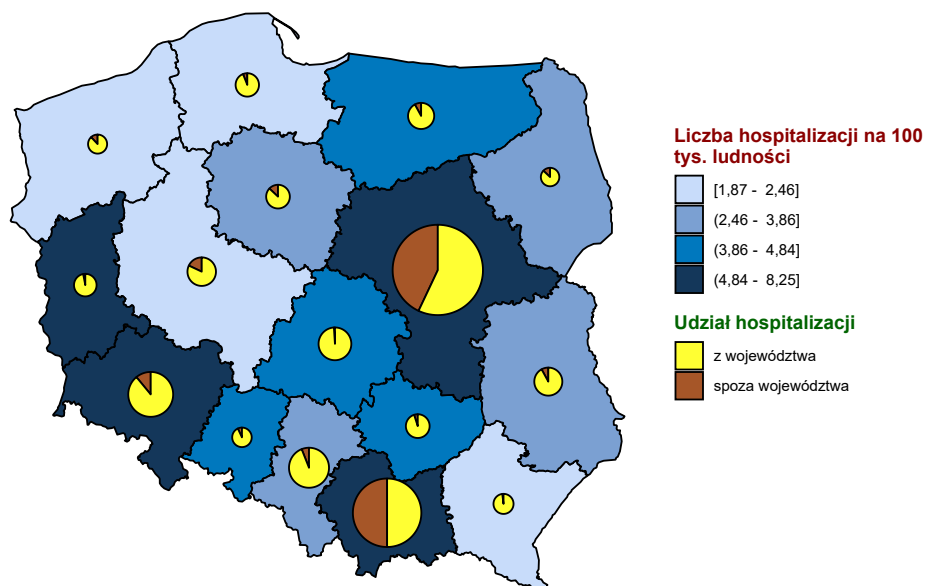 Liczba hospitalizacji na 100
tys. ludności
[1,87 - 2,46]
(2,46 - 3,86]
(3,86 - 4,84]
(4,84 - 8,25]
Udział hospitalizacji
z województwa
spoza województwa